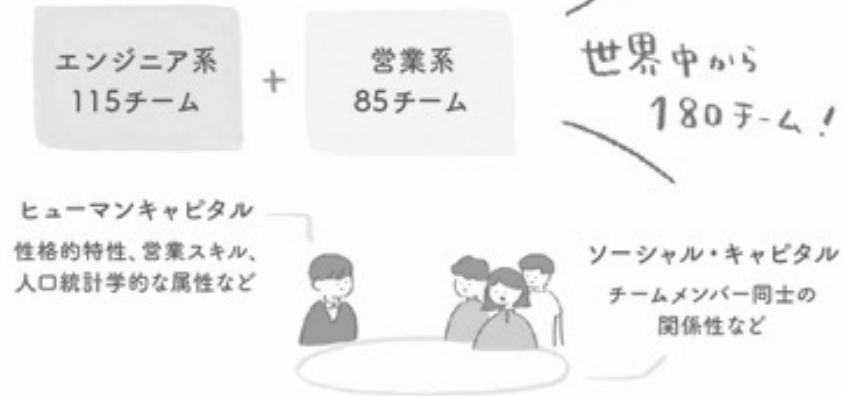 エンジニア系
115チーム
+
営業系
85チーム
世界中から
180チーム!
ヒューマンキャピタル
性格的特性、営業スキル、
人口統計学的な属性など
ソーシャル・キャピタル
チームメンバー同士の
関係性など